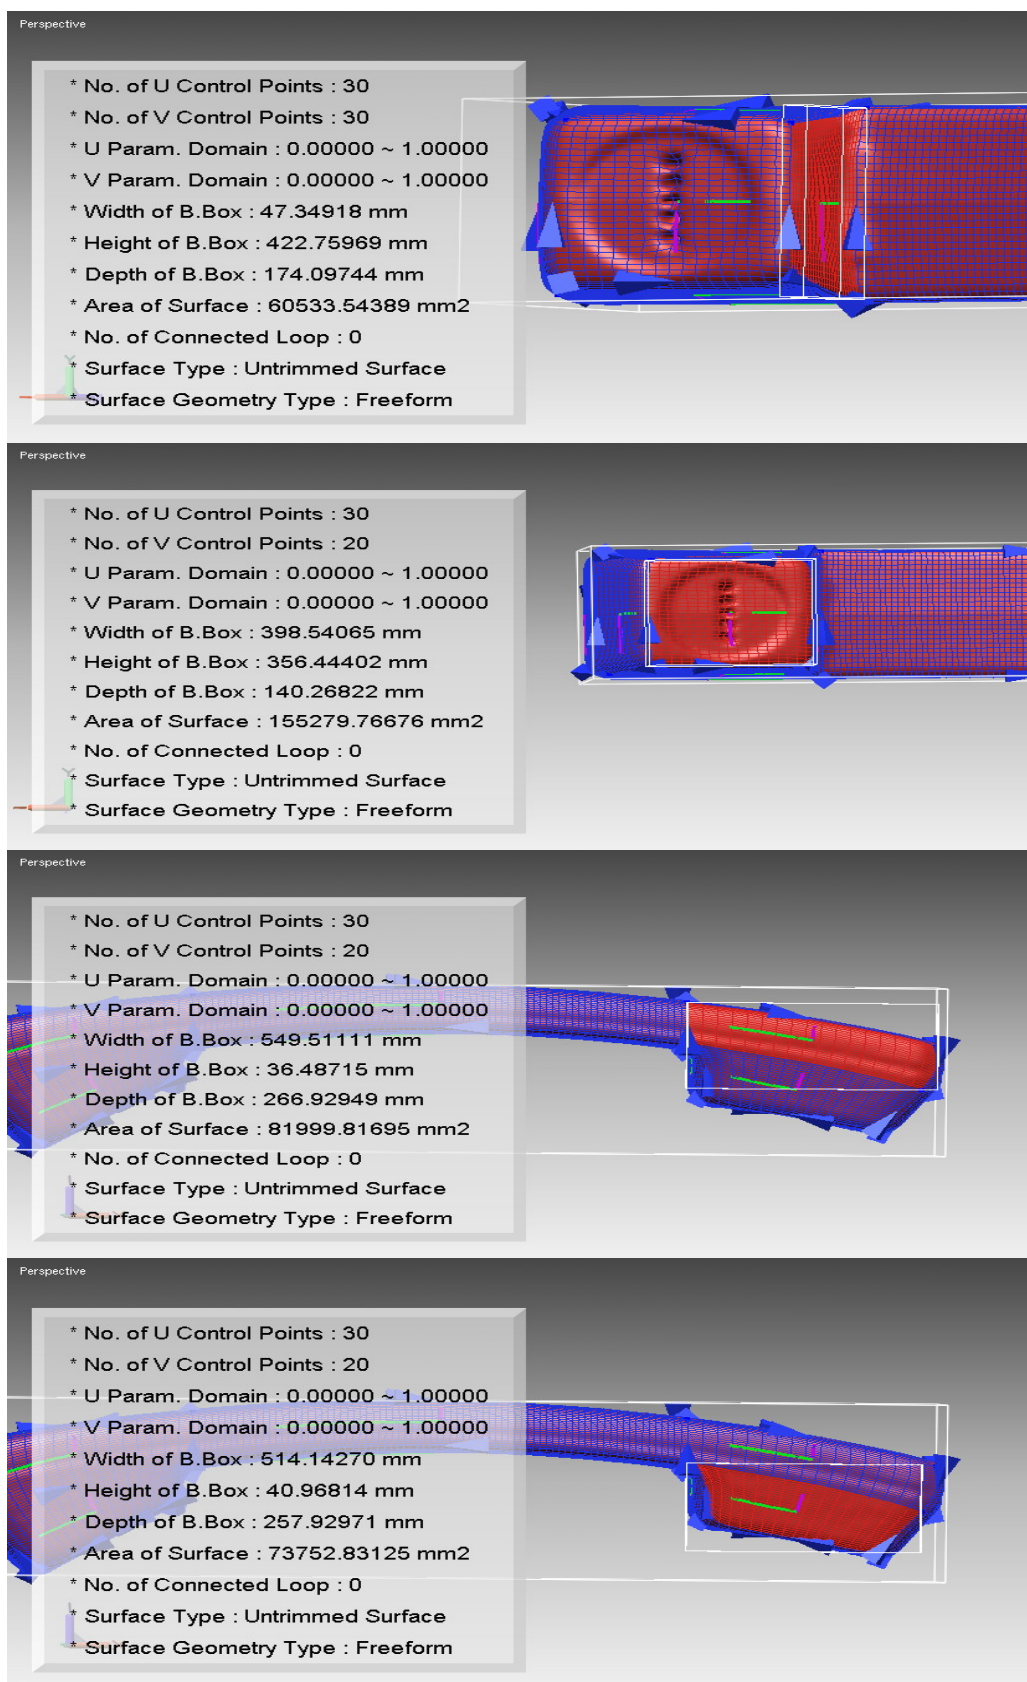 Perspective
* No. of U Control Points : 30
* No. of V Control Points : 30
* U Param. Domain : 0.00000 ~ 1.00000
* V Param. Domain : 0.00000 ~ 1.00000
* Width of B.Box : 47.34918 mm
* Height of B.Box : 422.75969 mm
* Depth of B.Box : 174.09744 mm
* Area of Surface : 60533.54389 mm2
* No. of Connected Loop : 0
* Surface Type : Untrimmed Surface
* Surface Geometry Type : Freeform
Perspective
* No. of U Control Points : 30
* No. of V Control Points : 20
* U Param. Domain : 0.00000 ~ 1.00000
* V Param. Domain : 0.00000 ~ 1.00000
* Width of B.Box : 398.54065 mm
* Height of B.Box : 356.44402 mm
* Depth of B.Box : 140.26822 mm
* Area of Surface : 155279.76676 mm2
* No. of Connected Loop : 0
* Surface Type : Untrimmed Surface
* Surface Geometry Type : Freeform
Perspective
* No. of U Control Points : 30
* No. of V Control Points : 20
* U Param. Domain : 0.00000 ~ 1.00000
* V Param. Domain : 0.00000 ~ 1.00000
* Width of B.Box : 549.51111 mm
* Height of B.Box : 36.48715 mm
* Depth of B.Box : 266.92949 mm
* Area of Surface : 81999.81695 mm2
* No. of Connected Loop : 0
* Surface Type : Untrimmed Surface
* Surface Geometry Type : Freeform
Perspective
* No. of U Control Points : 30
* No. of V Control Points : 20
* U Param. Domain : 0.00000 ~ 1.00000
* V Param. Domain : 0.00000 ~ 1.00000
* Width of B.Box : 514.14270 mm
* Height of B.Box : 40.96814 mm
* Depth of B.Box : 257.92971 mm
* Area of Surface : 73752.83125 mm2
* No. of Connected Loop : 0
* Surface Type : Untrimmed Surface
* Surface Geometry Type : Freeform